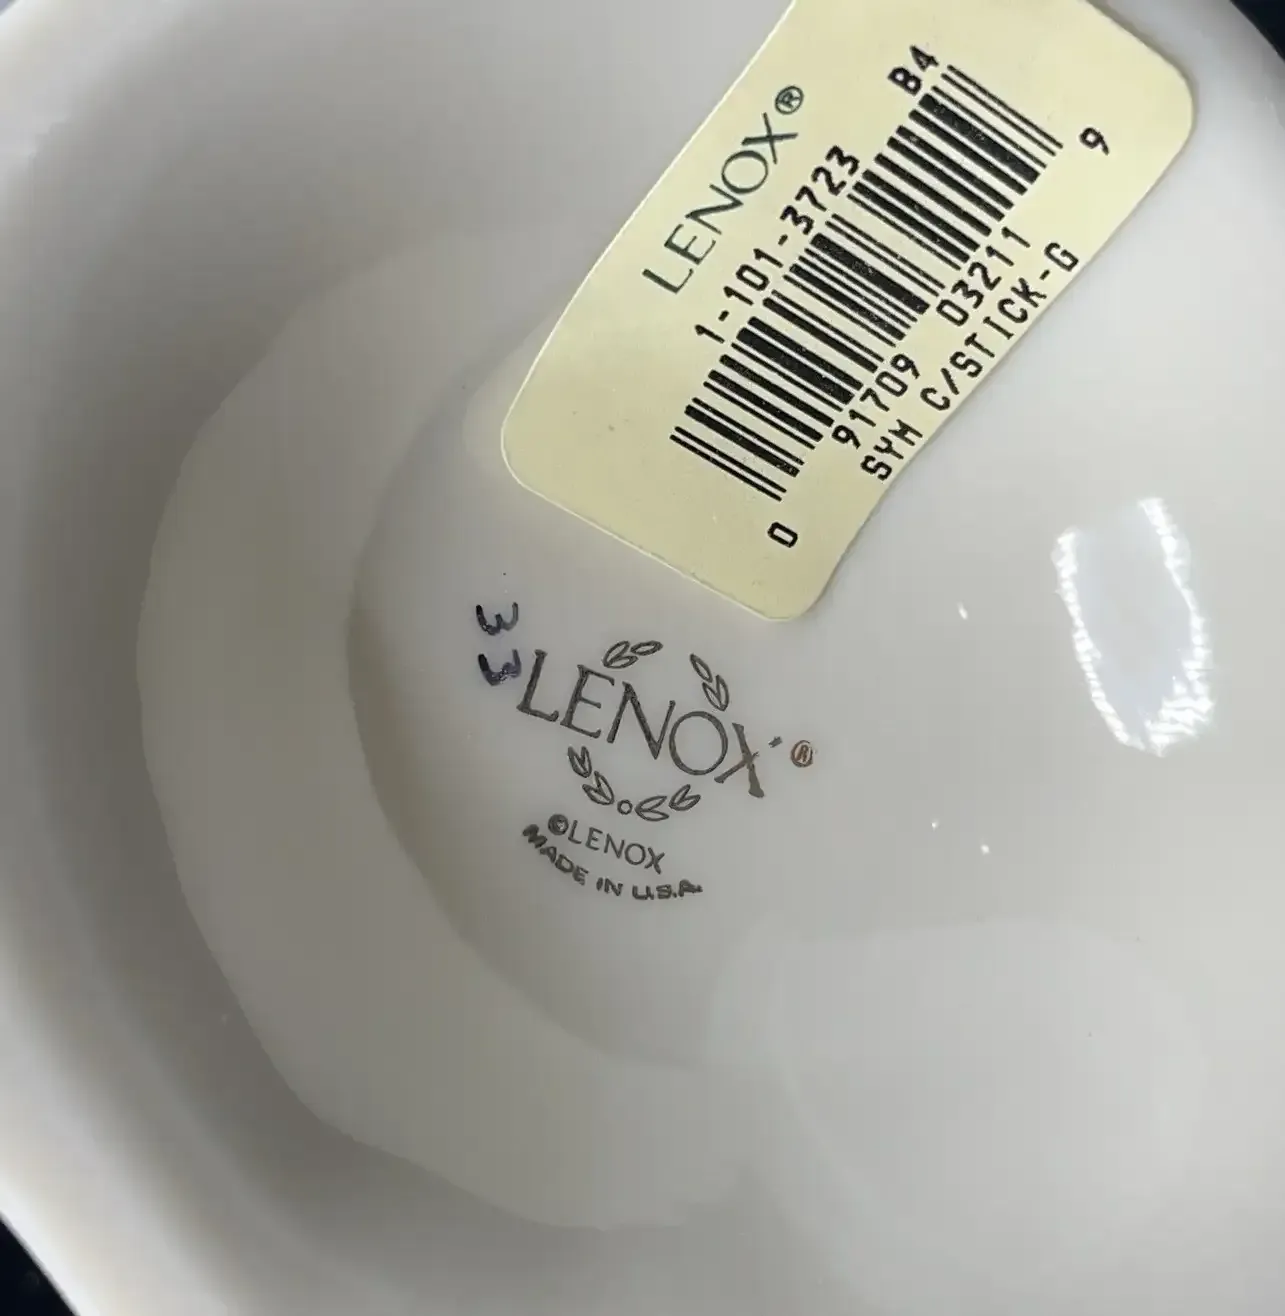 LENOX®
1-101-3723 B4
0 91709 03211 9
SYM C/STICK-G
33
LENOX®
©LENOX
MADE IN U.S.A.